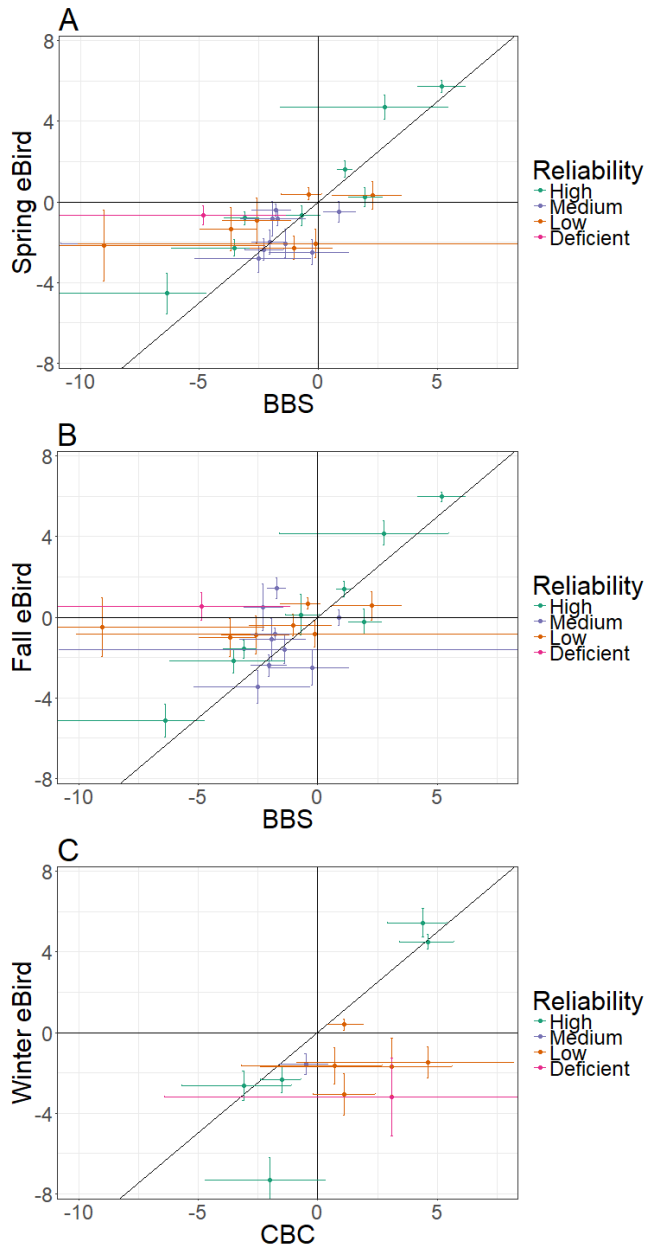 A
8
4
0
-4
-8
Spring eBird
-10
-5
0
5
BBS
Reliability
High
Medium
Low
Deficient
B
8
4
0
-4
-8
Fall eBird
-10
-5
0
5
BBS
Reliability
High
Medium
Low
Deficient
C
8
4
0
-4
-8
Winter eBird
-10
-5
0
5
CBC
Reliability
High
Medium
Low
Deficient